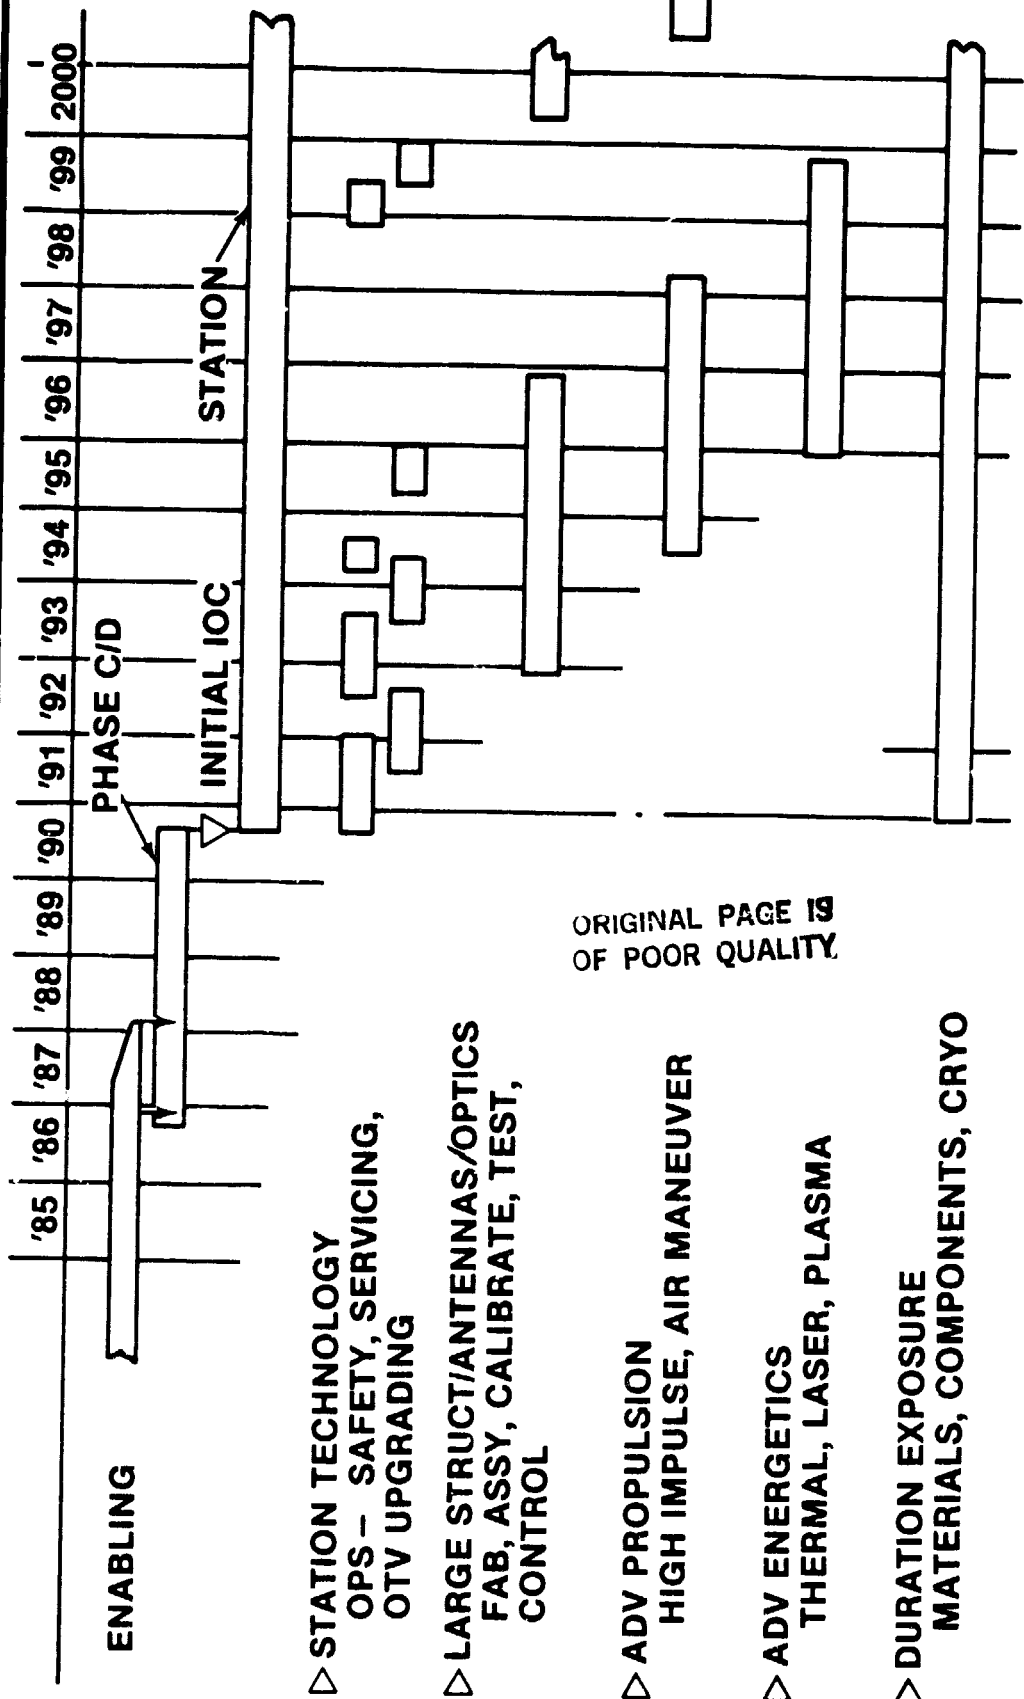 '85 '86 '87 '88 '89 '90 '91 '92 '93 '94 '95 '96 '97 '98 '99 2000
ENABLING
PHASE C/D
INITIAL IOC
STATION
▷ STATION TECHNOLOGY
OPS – SAFETY, SERVICING,
OTV UPGRADING
▷ LARGE STRUCT/ANTENNAS/OPTICS
FAB, ASSY, CALIBRATE, TEST,
CONTROL
▷ ADV PROPULSION
HIGH IMPULSE, AIR MANEUVER
▷ ADV ENERGETICS
THERMAL, LASER, PLASMA
▷ DURATION EXPOSURE
MATERIALS, COMPONENTS, CRYO
ORIGINAL PAGE IS
OF POOR QUALITY